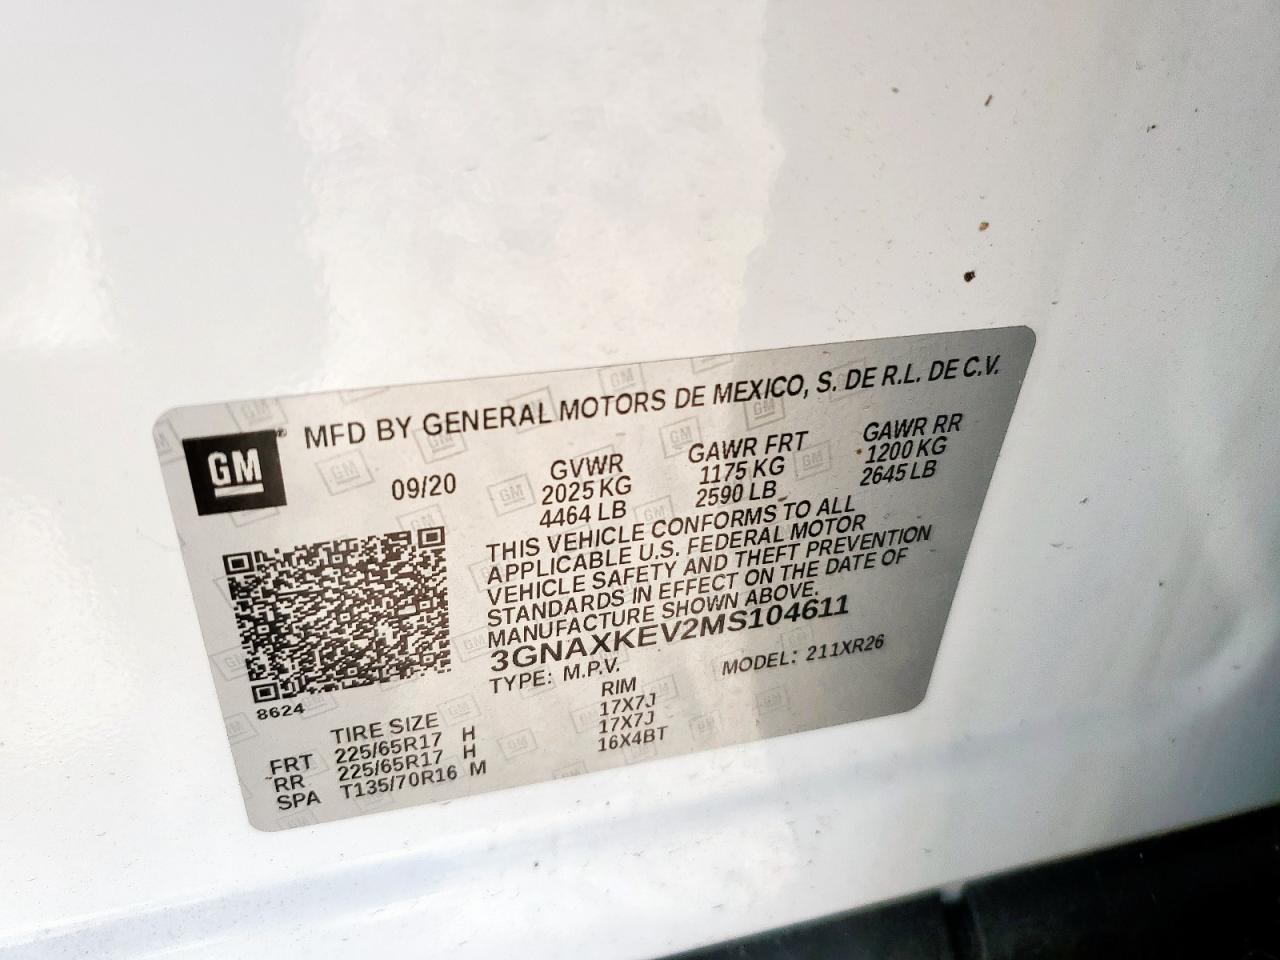 GM
MFD BY GENERAL MOTORS DE MEXICO, S. DE R.L. DE C.V.
09/20
GVWR
2025 KG
4464 LB
GAWR FRT
1175 KG
2590 LB
GAWR RR
1200 KG
2645 LB
THIS VEHICLE CONFORMS TO ALL
APPLICABLE U.S. FEDERAL MOTOR
VEHICLE SAFETY AND THEFT PREVENTION
STANDARDS IN EFFECT ON THE DATE OF
MANUFACTURE SHOWN ABOVE.
3GNAXKEV2MS104611
TYPE: M.P.V.
MODEL: 211XR26
8624
TIRE SIZE
RIM
FRT 225/65R17 H 17X7J
RR 225/65R17 H 17X7J
SPA T135/70R16 M 16X4BT